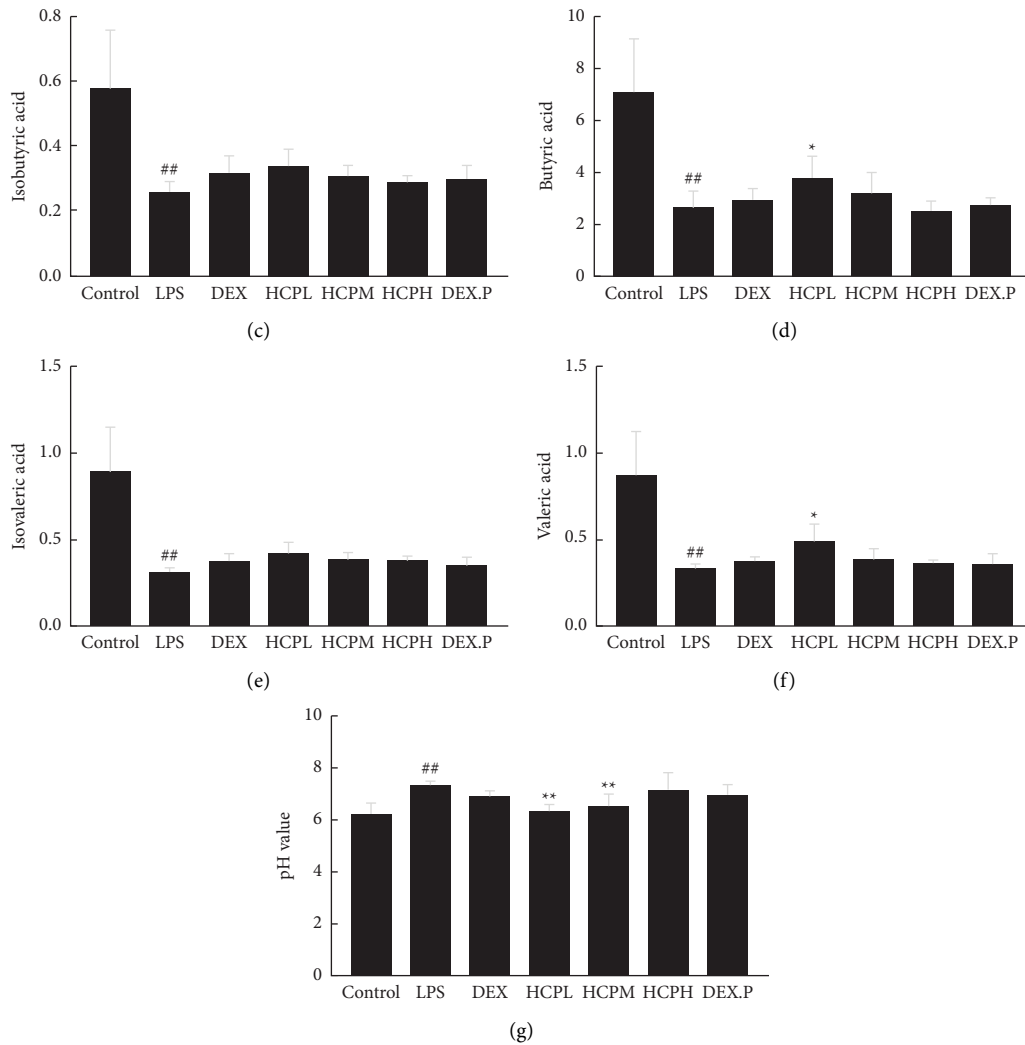 Isobutyric acid
0.8
0.6
0.4
0.2
0.0
##
Control LPS DEX HCPL HCPM HCPH DEX.P
(c)
Butyric acid
10
8
6
4
2
0
##
*
Control LPS DEX HCPL HCPM HCPH DEX.P
(d)
Isovaleric acid
1.5
1.0
0.5
0.0
##
Control LPS DEX HCPL HCPM HCPH DEX.P
(e)
Valeric acid
1.5
1.0
0.5
0.0
##
*
Control LPS DEX HCPL HCPM HCPH DEX.P
(f)
pH value
10
8
6
4
2
0
##
**
**
Control LPS DEX HCPL HCPM HCPH DEX.P
(g)